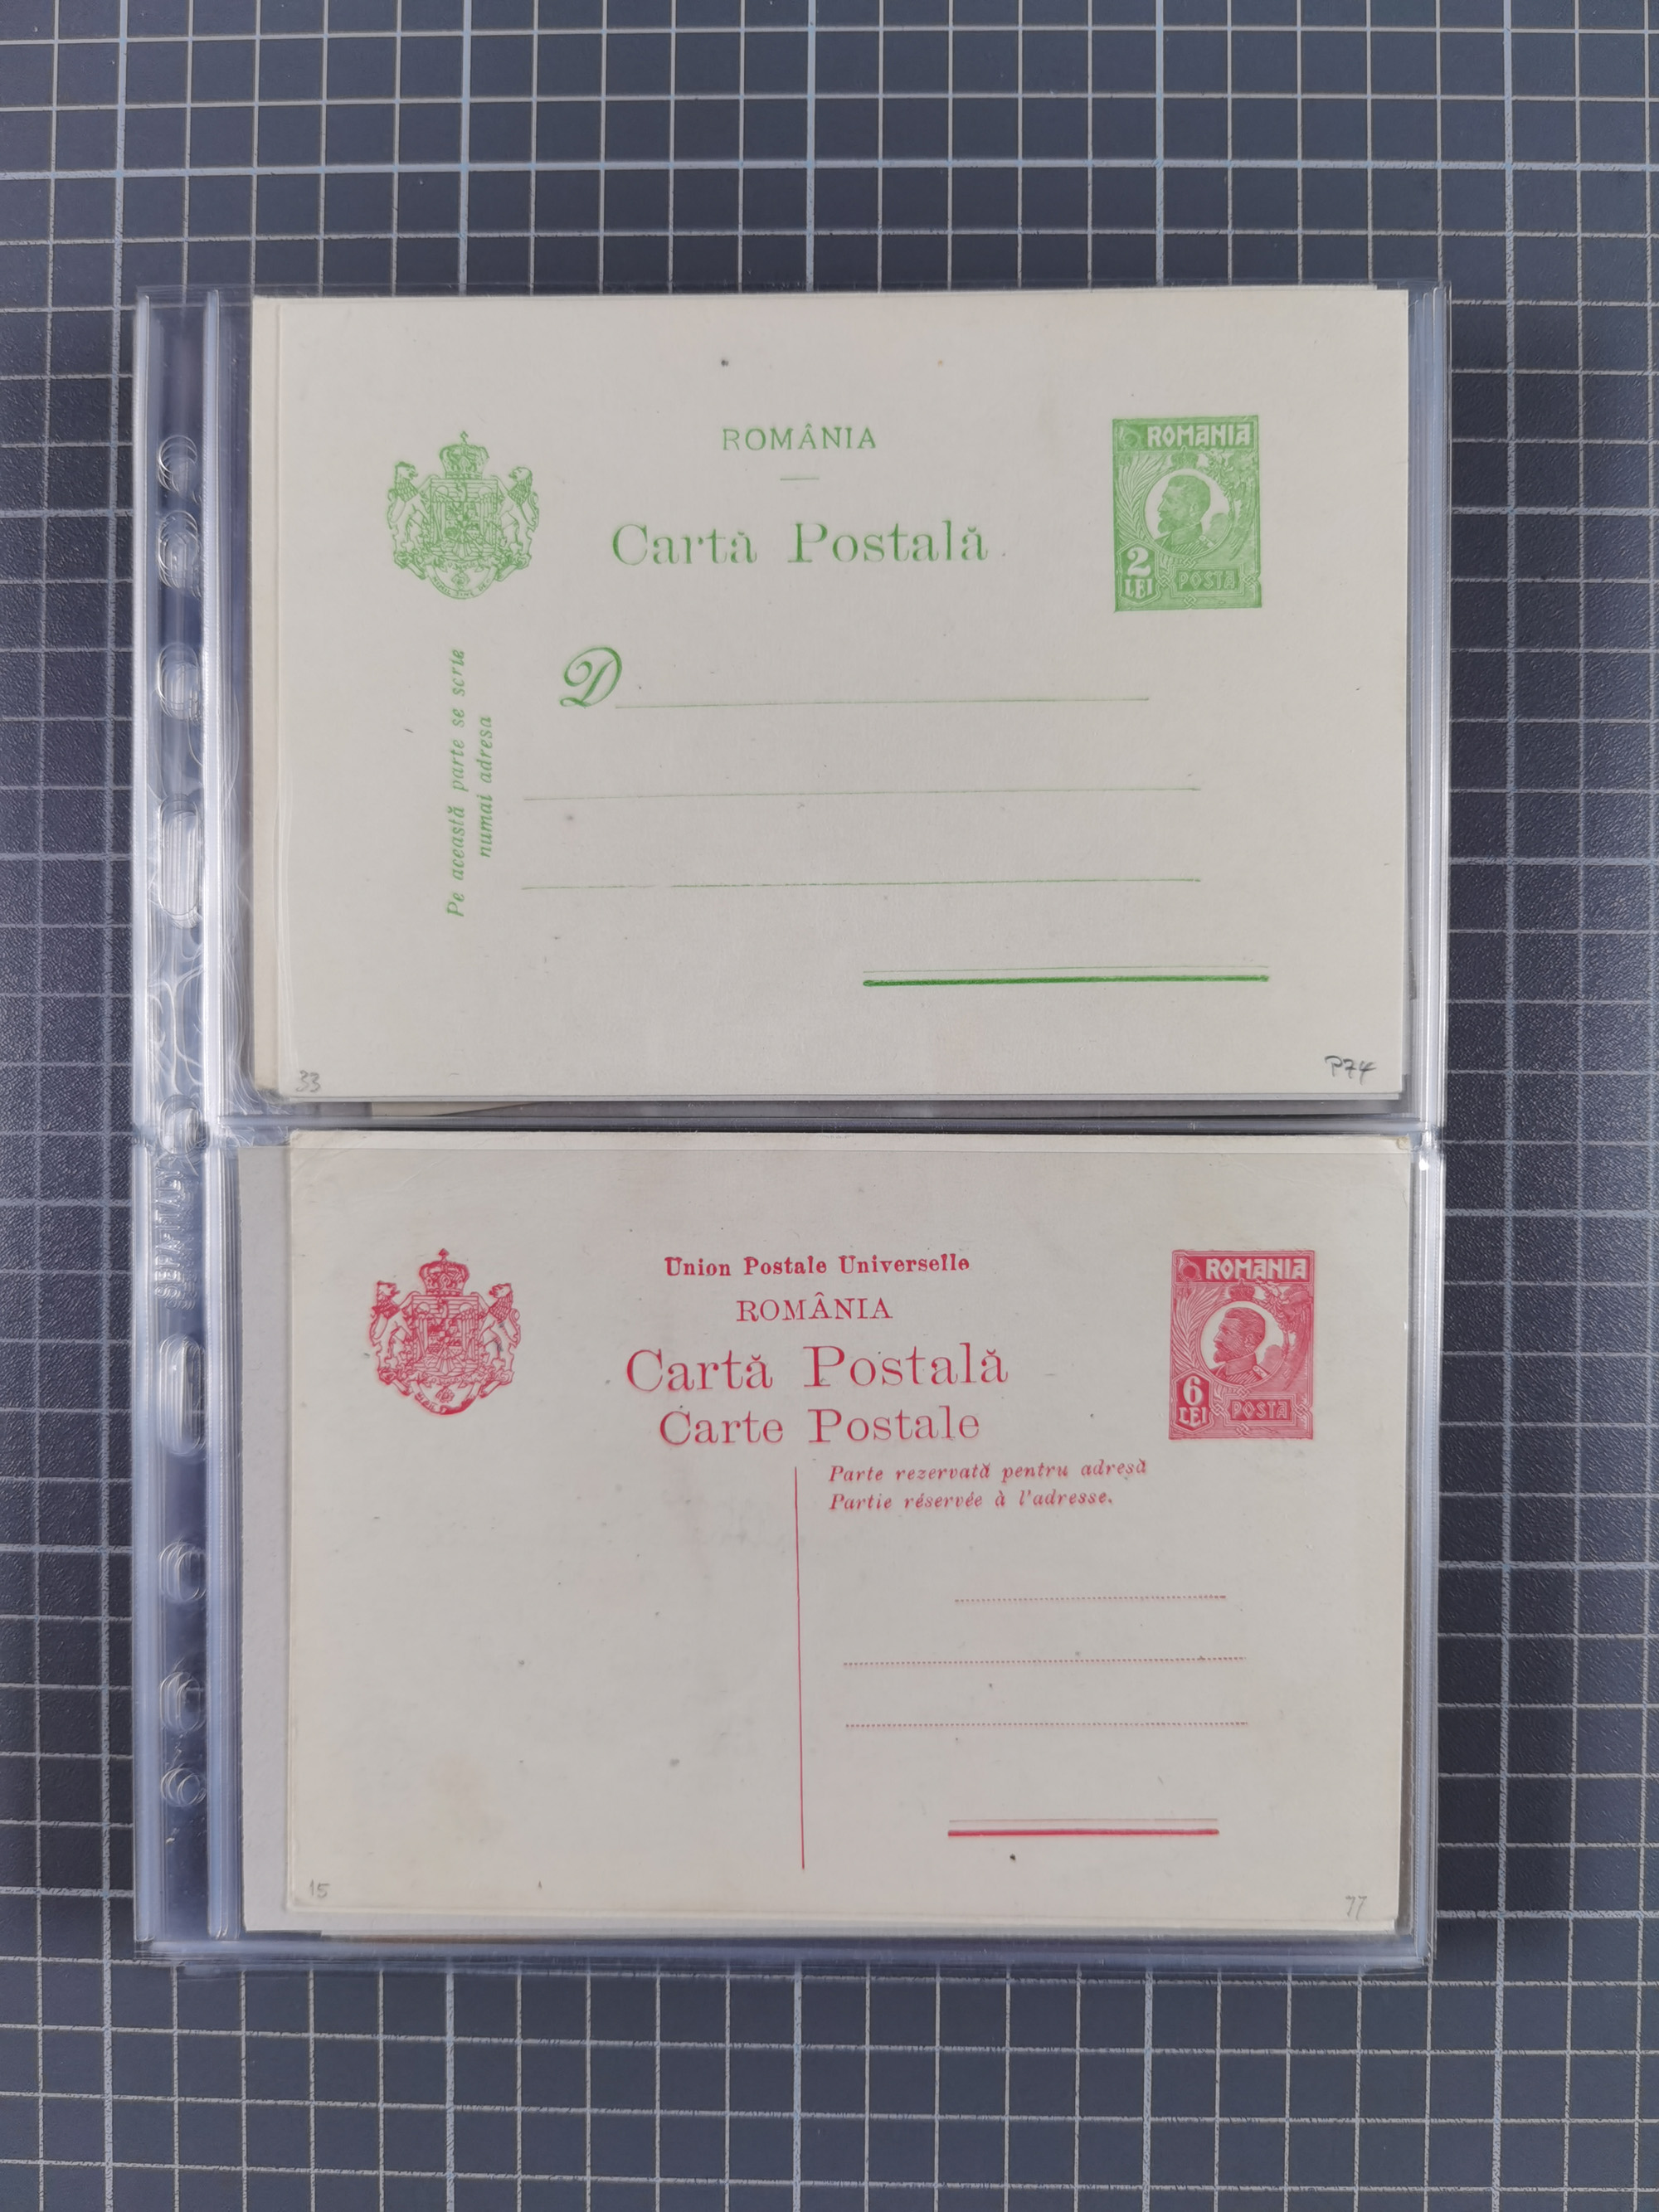 ROMÂNIA
Cartă Postală
ROMANIA
2
LEI
POSTA
D
Pe această parte se scrie
numai adresa
33
P74
Union Postale Universelle
ROMÂNIA
Cartă Postală
Carte Postale
ROMANIA
6
LEI
POSTA
Parte rezervată pentru adresă
Partie réservée à l'adresse.
15
77